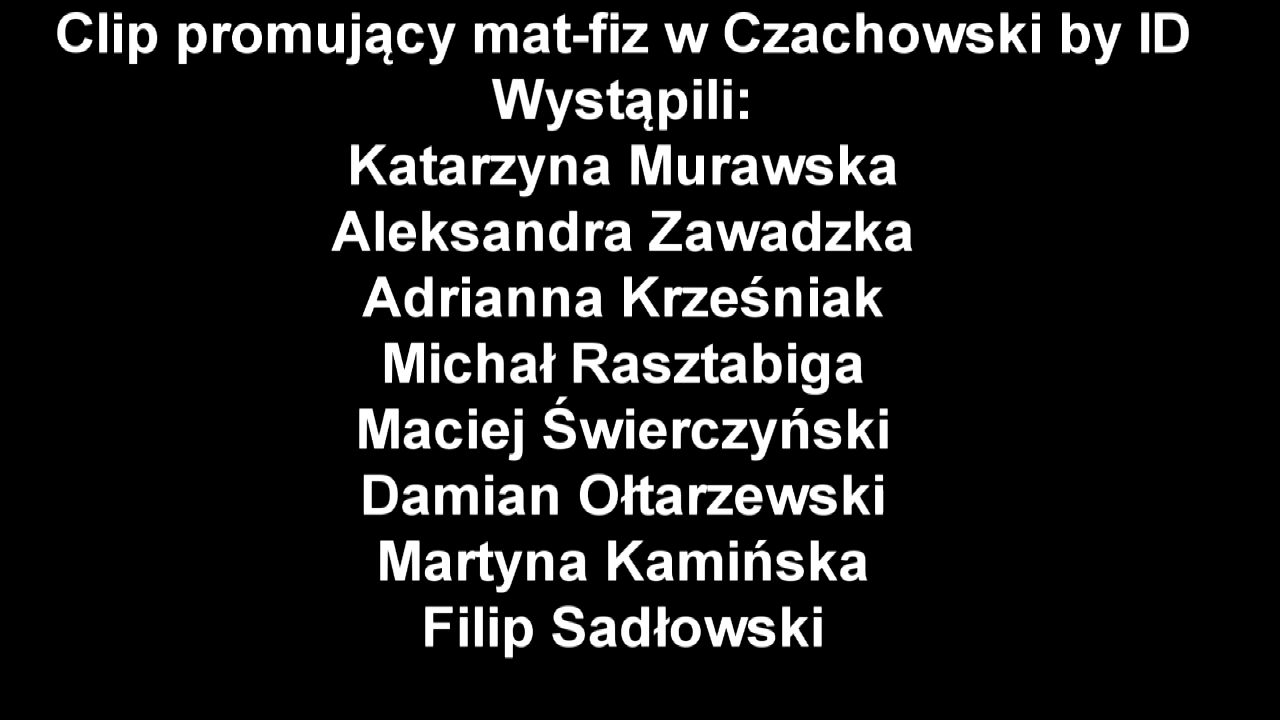 Clip promujący mat-fiz w Czachowski by ID
Wystąpili:
Katarzyna Murawska
Aleksandra Zawadzka
Adrianna Krześniak
Michał Rasztabiga
Maciej Świerczyński
Damian Ołtarzewski
Martyna Kamińska
Filip Sadłowski